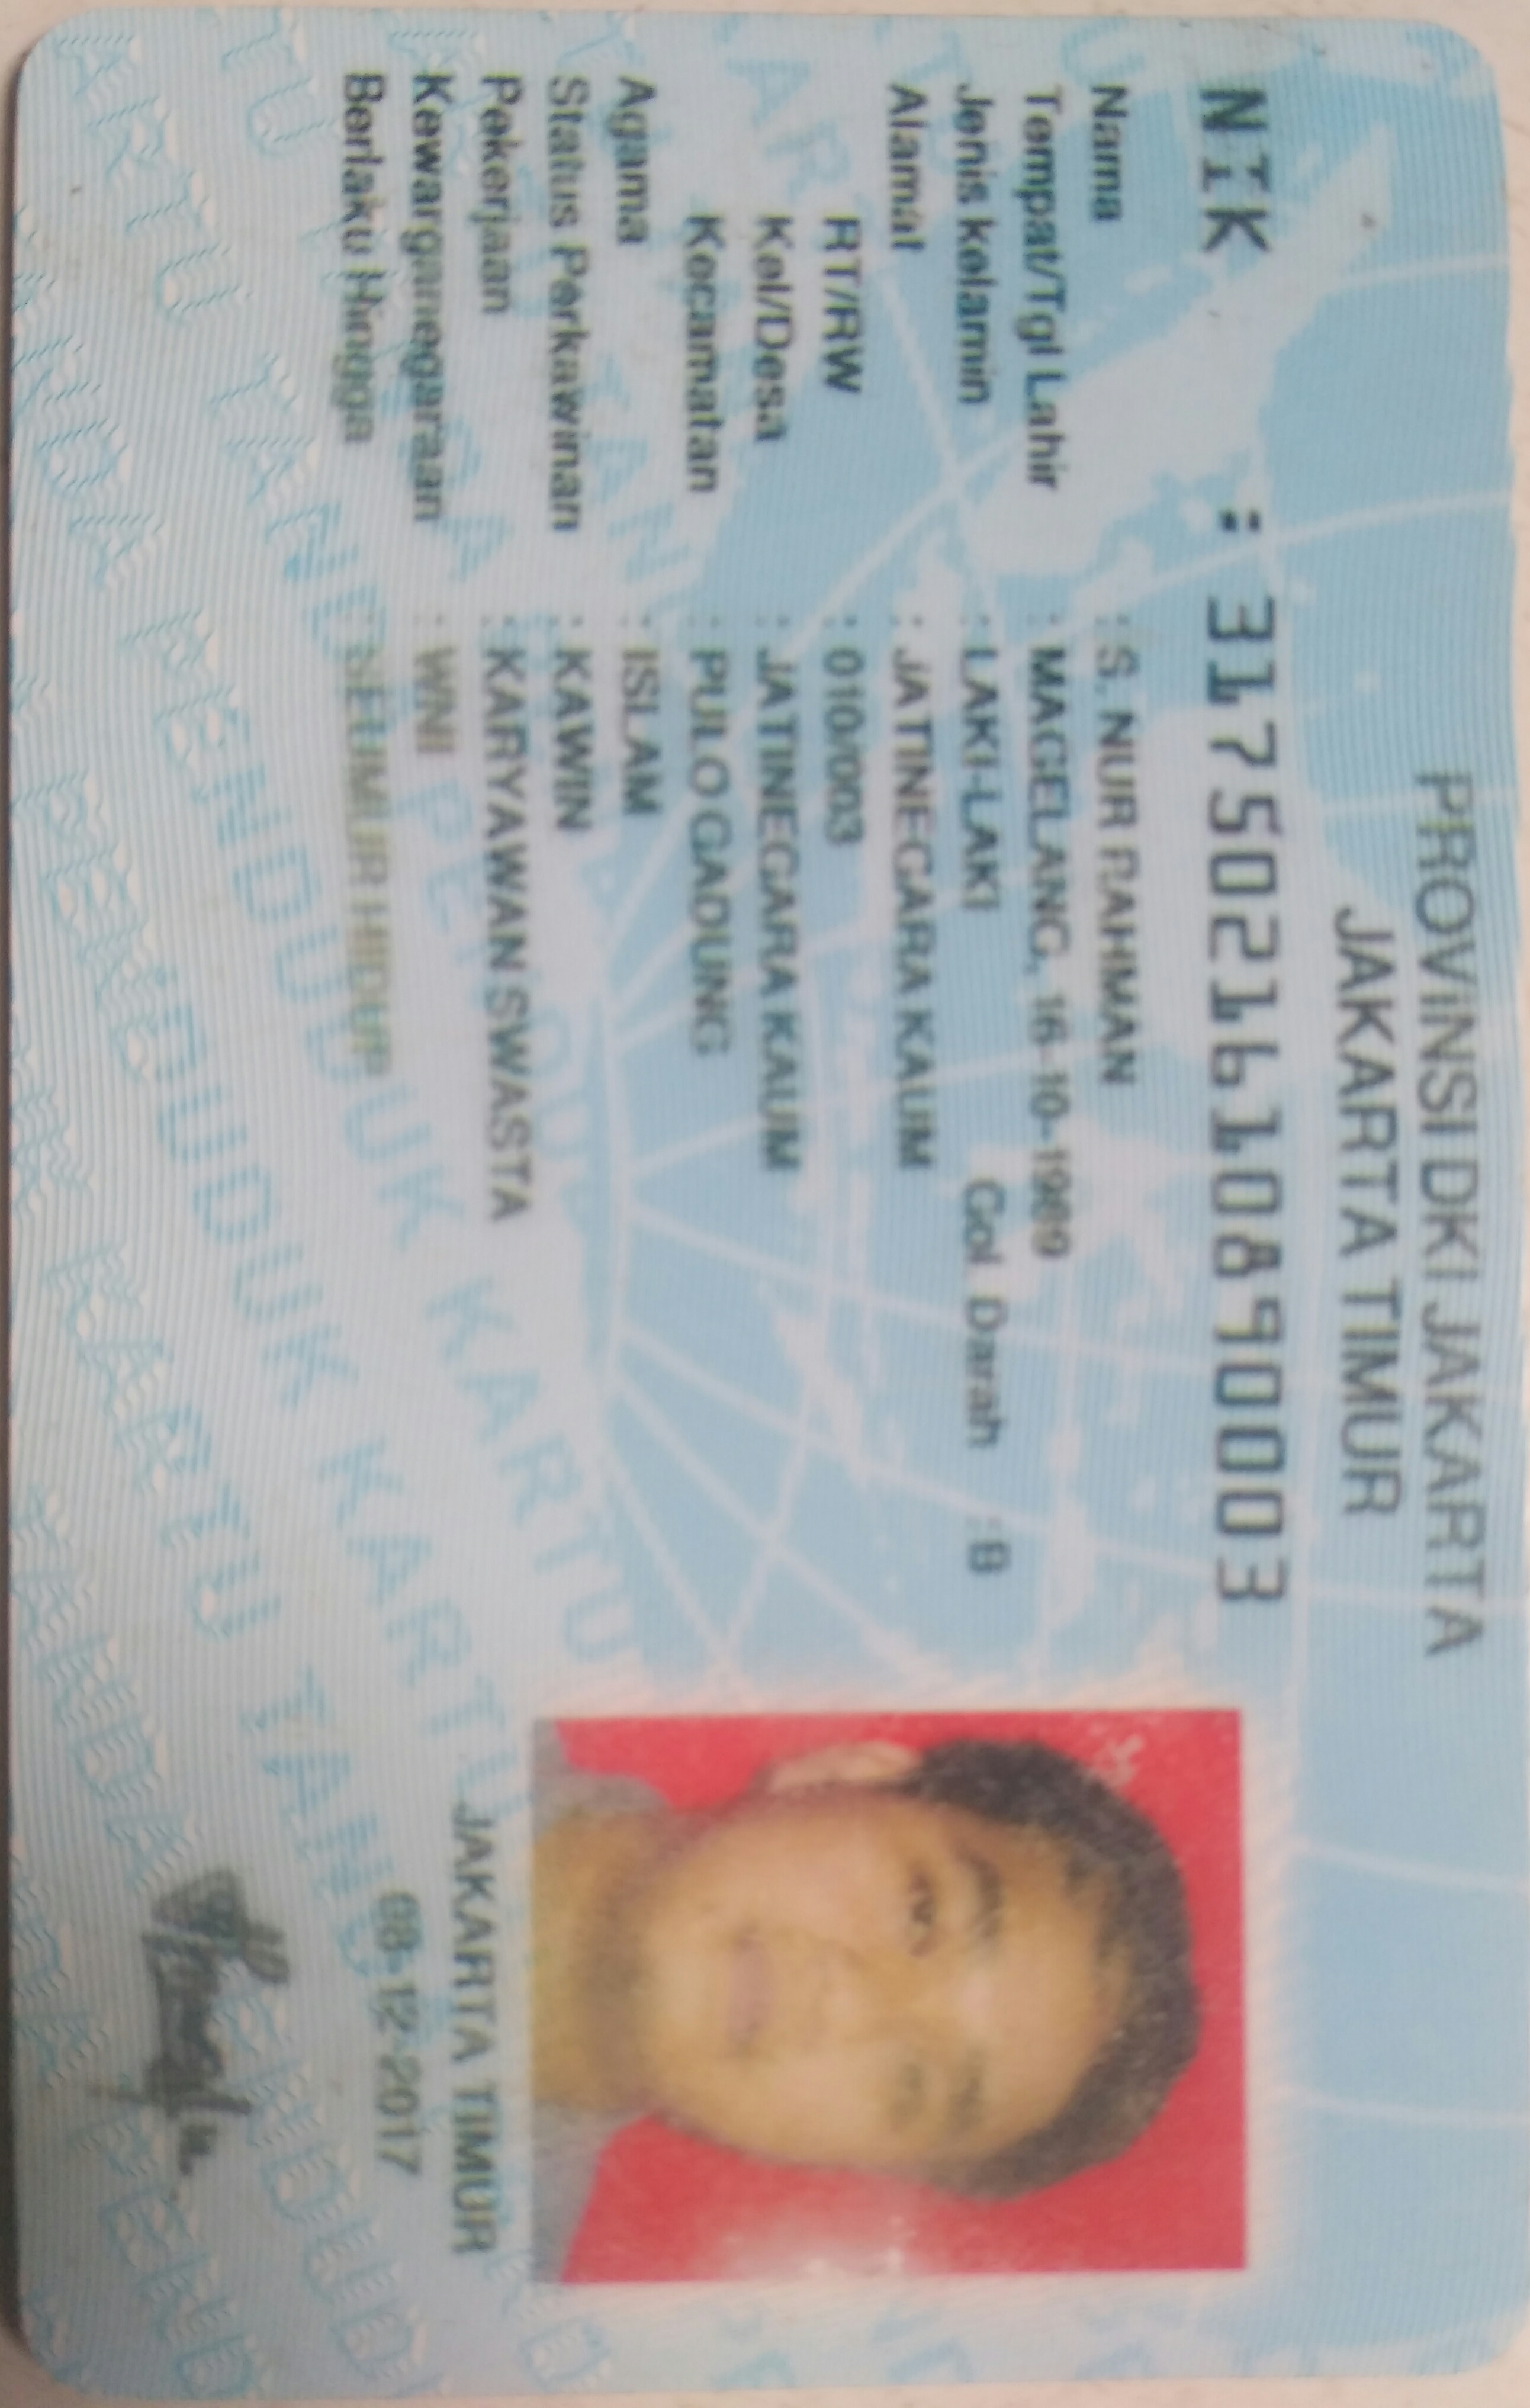 PROVINSI DKI JAKARTA
JAKARTA TIMUR
NIK : 3175021610890003
Nama : S. NUR RAHMAN
Tempat/Tgl Lahir : MAGELANG, 16-10-1989
Jenis kelamin : LAKI-LAKI Gol. Darah : B
Alamat : JATINEGARA KAUM
RT/RW : 010/003
Kel/Desa : JATINEGARA KAUM
Kecamatan : PULO GADUNG
Agama : ISLAM
Status Perkawinan : KAWIN
Pekerjaan : KARYAWAN SWASTA
Kewarganegaraan : WNI
Berlaku Hingga : SEUMUR HIDUP
JAKARTA TIMUR
08-12-2017